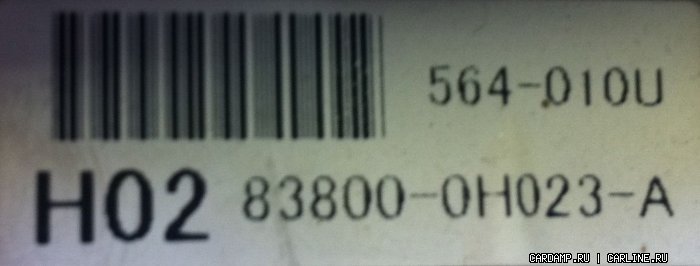 564-010U
H02 83800-0H023-A
CARDAMP.RU | CARLINE.RU